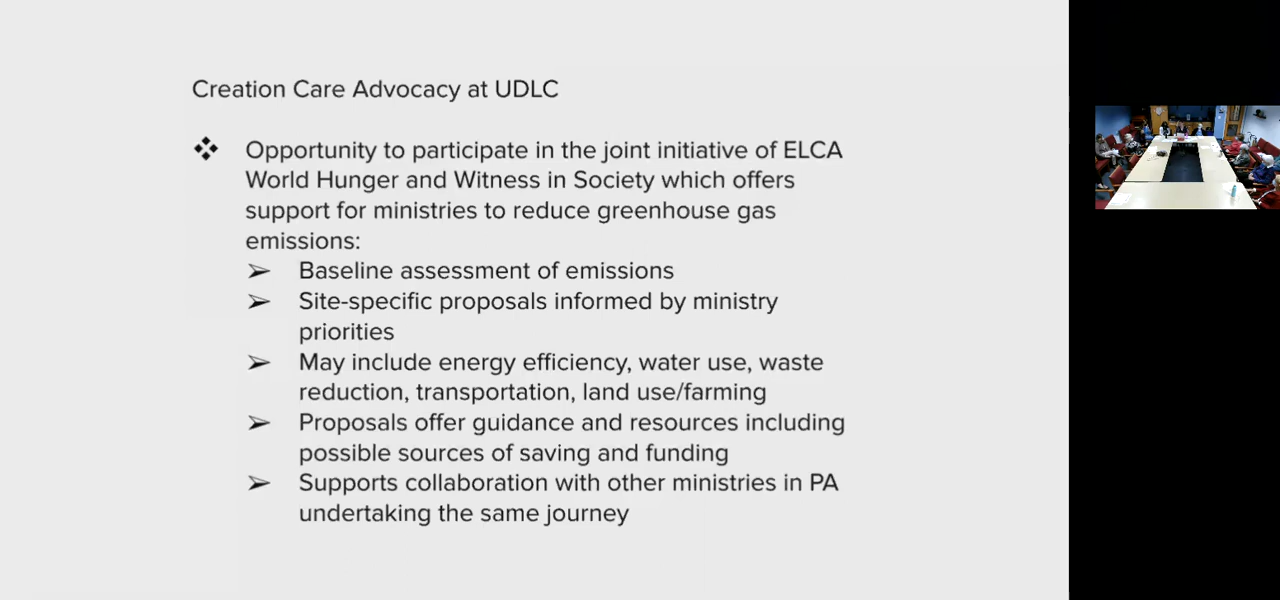 Creation Care Advocacy at UDLC
❖ Opportunity to participate in the joint initiative of ELCA
World Hunger and Witness in Society which offers
support for ministries to reduce greenhouse gas
emissions:
➢ Baseline assessment of emissions
➢ Site-specific proposals informed by ministry
priorities
➢ May include energy efficiency, water use, waste
reduction, transportation, land use/farming
➢ Proposals offer guidance and resources including
possible sources of saving and funding
➢ Supports collaboration with other ministries in PA
undertaking the same journey